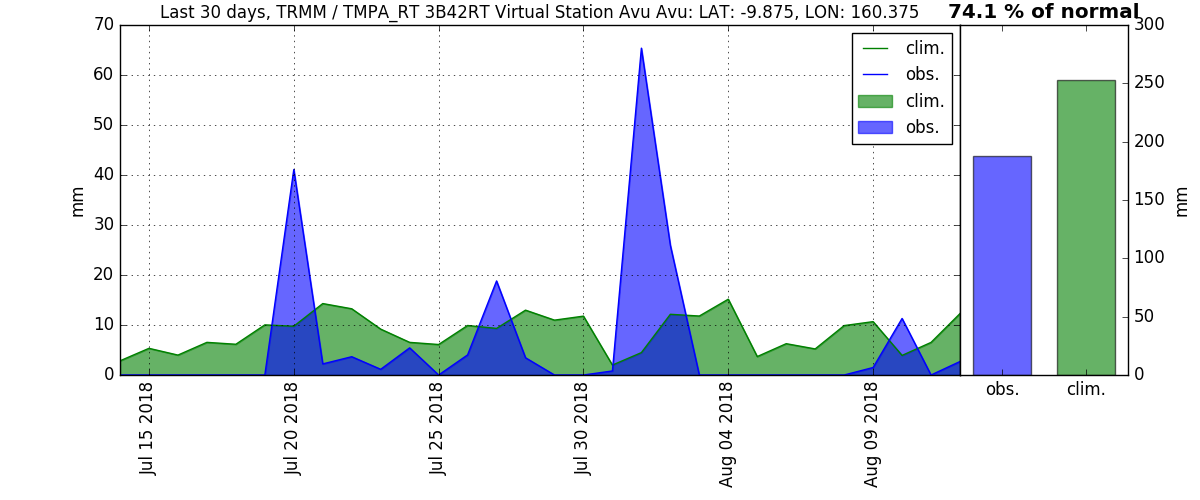 Last 30 days, TRMM / TMPA_RT 3B42RT Virtual Station Avu Avu: LAT: -9.875, LON: 160.375
74.1 % of normal
mm
70
60
50
40
30
20
10
0
clim.
obs.
clim.
obs.
Jul 15 2018
Jul 20 2018
Jul 25 2018
Jul 30 2018
Aug 04 2018
Aug 09 2018
300
250
200
150
100
50
0
mm
obs.
clim.